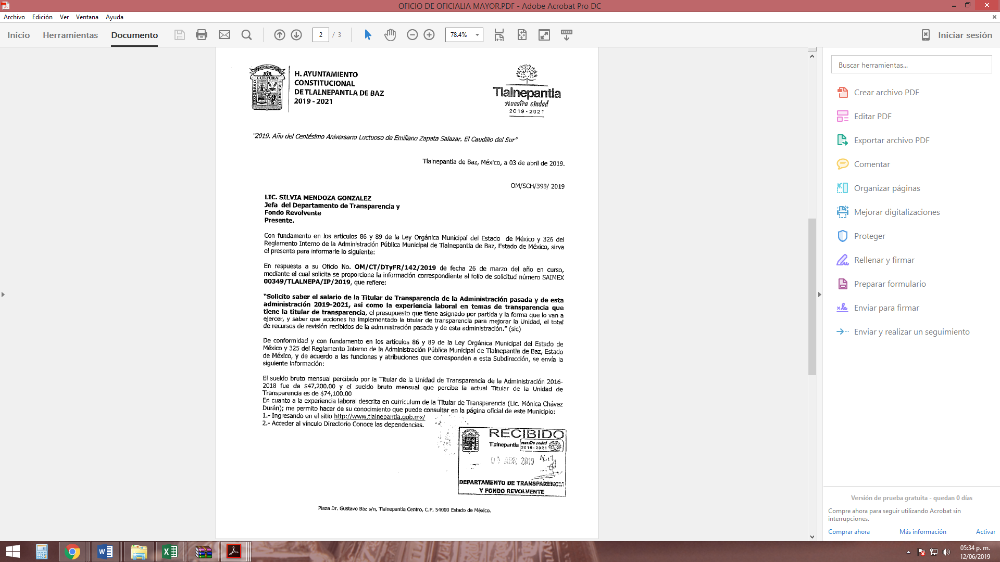 OFICIO DE OFICIALIA MAYOR.PDF - Adobe Acrobat Pro DC
Archivo Edición Ver Ventana Ayuda
Inicio Herramientas Documento 2 / 3 78.4% Iniciar sesión
TLALNEPANTLA
CULTURA
PROGRESO
TRABAJO
H. AYUNTAMIENTO
CONSTITUCIONAL
DE TLALNEPANTLA DE BAZ
2019 - 2021
Tlalnepantla
nuestra ciudad
2019 - 2021
"2019. Año del Centésimo Aniversario Luctuoso de Emiliano Zapata Salazar. El Caudillo del Sur"
Tlalnepantla de Baz, México, a 03 de abril de 2019.
OM/SCH/398/ 2019
LIC. SILVIA MENDOZA GONZALEZ
Jefa del Departamento de Transparencia y
Fondo Revolvente
Presente.
Con fundamento en los artículos 86 y 89 de la Ley Orgánica Municipal del Estado de México y 326 del
Reglamento Interno de la Administración Pública Municipal de Tlalnepantla de Baz, Estado de México, sirva
el presente para informarle lo siguiente:
En respuesta a su Oficio No. OM/CT/DTyFR/142/2019 de fecha 26 de marzo del año en curso,
mediante el cual solicita se proporcione la información correspondiente al folio de solicitud número SAIMEX
00349/TLALNEPA/IP/2019, que refiere:
"Solicito saber el salario de la Titular de Transparencia de la Administración pasada y de esta
administración 2019-2021, así como la experiencia laboral en temas de transparencia que
tiene la titular de transparencia, el presupuesto que tiene asignado por partida y la forma que lo van a
ejercer, y saber que acciones ha implementado la titular de transparencia para mejorar la Unidad, el total
de recursos de revisión recibidos de la administración pasada y de esta administración." (sic)
De conformidad y con fundamento en los artículos 86 y 89 de la Ley Orgánica Municipal del Estado de
México y 325 del Reglamento Interno de la Administración Pública Municipal de Tlalnepantla de Baz, Estado
de México, y de acuerdo a las funciones y atribuciones que corresponden a esta Subdirección, se envía la
siguiente información:
El sueldo bruto mensual percibido por la Titular de la Unidad de Transparencia de la Administración 2016-
2018 fue de $47,200.00 y el sueldo bruto mensual que percibe la actual Titular de la Unidad de
Transparencia es de $74,100.00
En cuanto a la experiencia laboral descrita en curriculum de la Titular de Transparencia (Lic. Mónica Chávez
Durán); me permito hacer de su conocimiento que puede consultar en la página oficial de este Municipio:
1.- Ingresando en el sitio http://www.tlalnepantla.gob.mx/
2.- Acceder al vínculo Directorio Conoce las dependencias.
RECIBIDO
Tlalnepantla nuestra ciudad
2019 - 2021
ABR 2019
DEPARTAMENTO DE TRANSPARENCIA
Y FONDO REVOLVENTE
Plaza Dr. Gustavo Baz s/n, Tlalnepantla Centro, C.P. 54000 Estado de México.
Buscar herramientas...
Crear archivo PDF
Editar PDF
Exportar archivo PDF
Comentar
Organizar páginas
Mejorar digitalizaciones
Proteger
Rellenar y firmar
Preparar formulario
Enviar para firmar
Enviar y realizar un seguimiento
Versión de prueba gratuita - quedan 0 días
Compre ahora para seguir utilizando Acrobat sin
interrupciones.
Comprar ahora Más información Activar
05:34 p. m.
12/06/2019